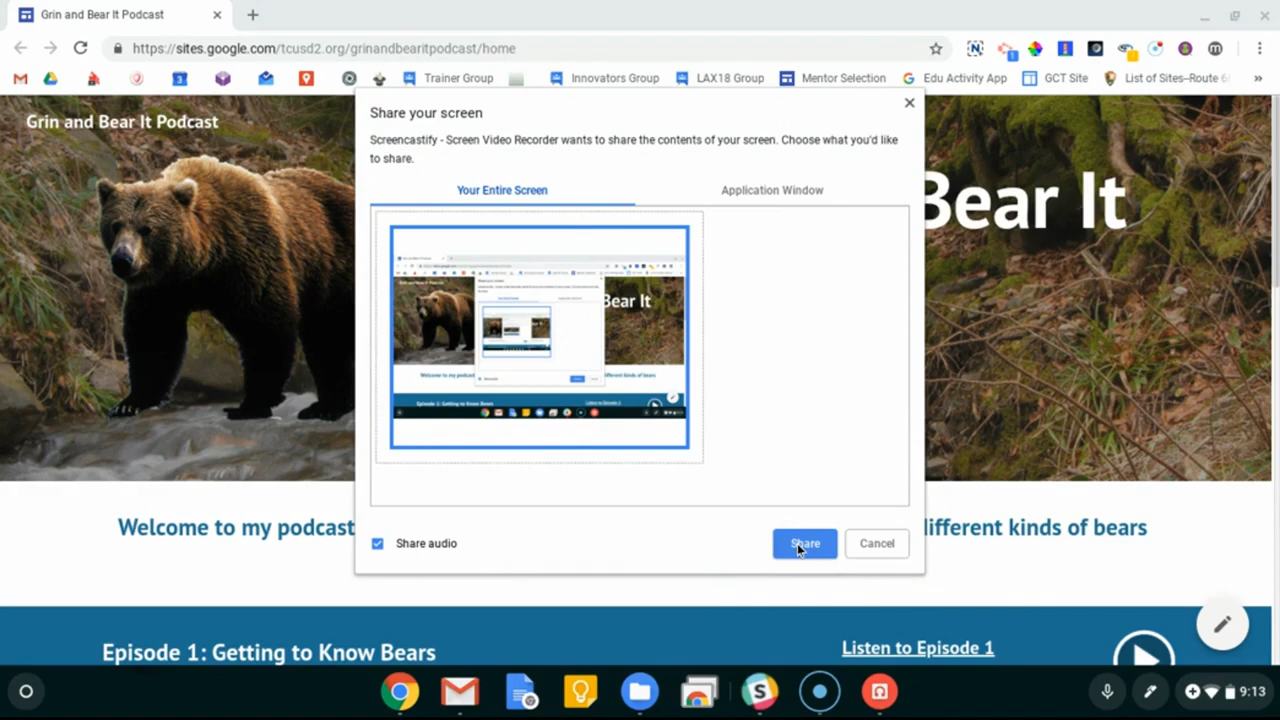 Grin and Bear It Podcast
https://sites.google.com/tcusd2.org/grinandbearitpodcast/home
Trainer Group
Innovators Group
LAX18 Group
Mentor Selection
Edu Activity App
GCT Site
List of Sites–Route
Grin and Bear It Podcast
Bear It
Share your screen
Screencastify - Screen Video Recorder wants to share the contents of your screen. Choose what you'd like
to share.
Your Entire Screen
Application Window
Bear It
Share audio
Share
Cancel
Welcome to my podcast
different kinds of bears
Episode 1: Getting to Know Bears
Listen to Episode 1
9:13